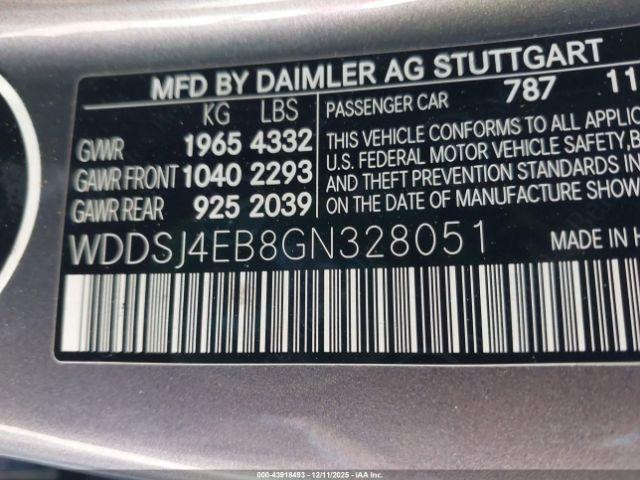 MFD BY DAIMLER AG STUTTGART
KG LBS
GVWR 1965 4332
GAWR FRONT 1040 2293
GAWR REAR 925 2039
PASSENGER CAR 787 11
THIS VEHICLE CONFORMS TO ALL APPLIC
U.S. FEDERAL MOTOR VEHICLE SAFETY, B
AND THEFT PREVENTION STANDARDS IN
ON THE DATE OF MANUFACTURE SHOW
WDDSJ4EB8GN328051
MADE IN H
000-43918493 - 12/11/2025 - IAAI.CA